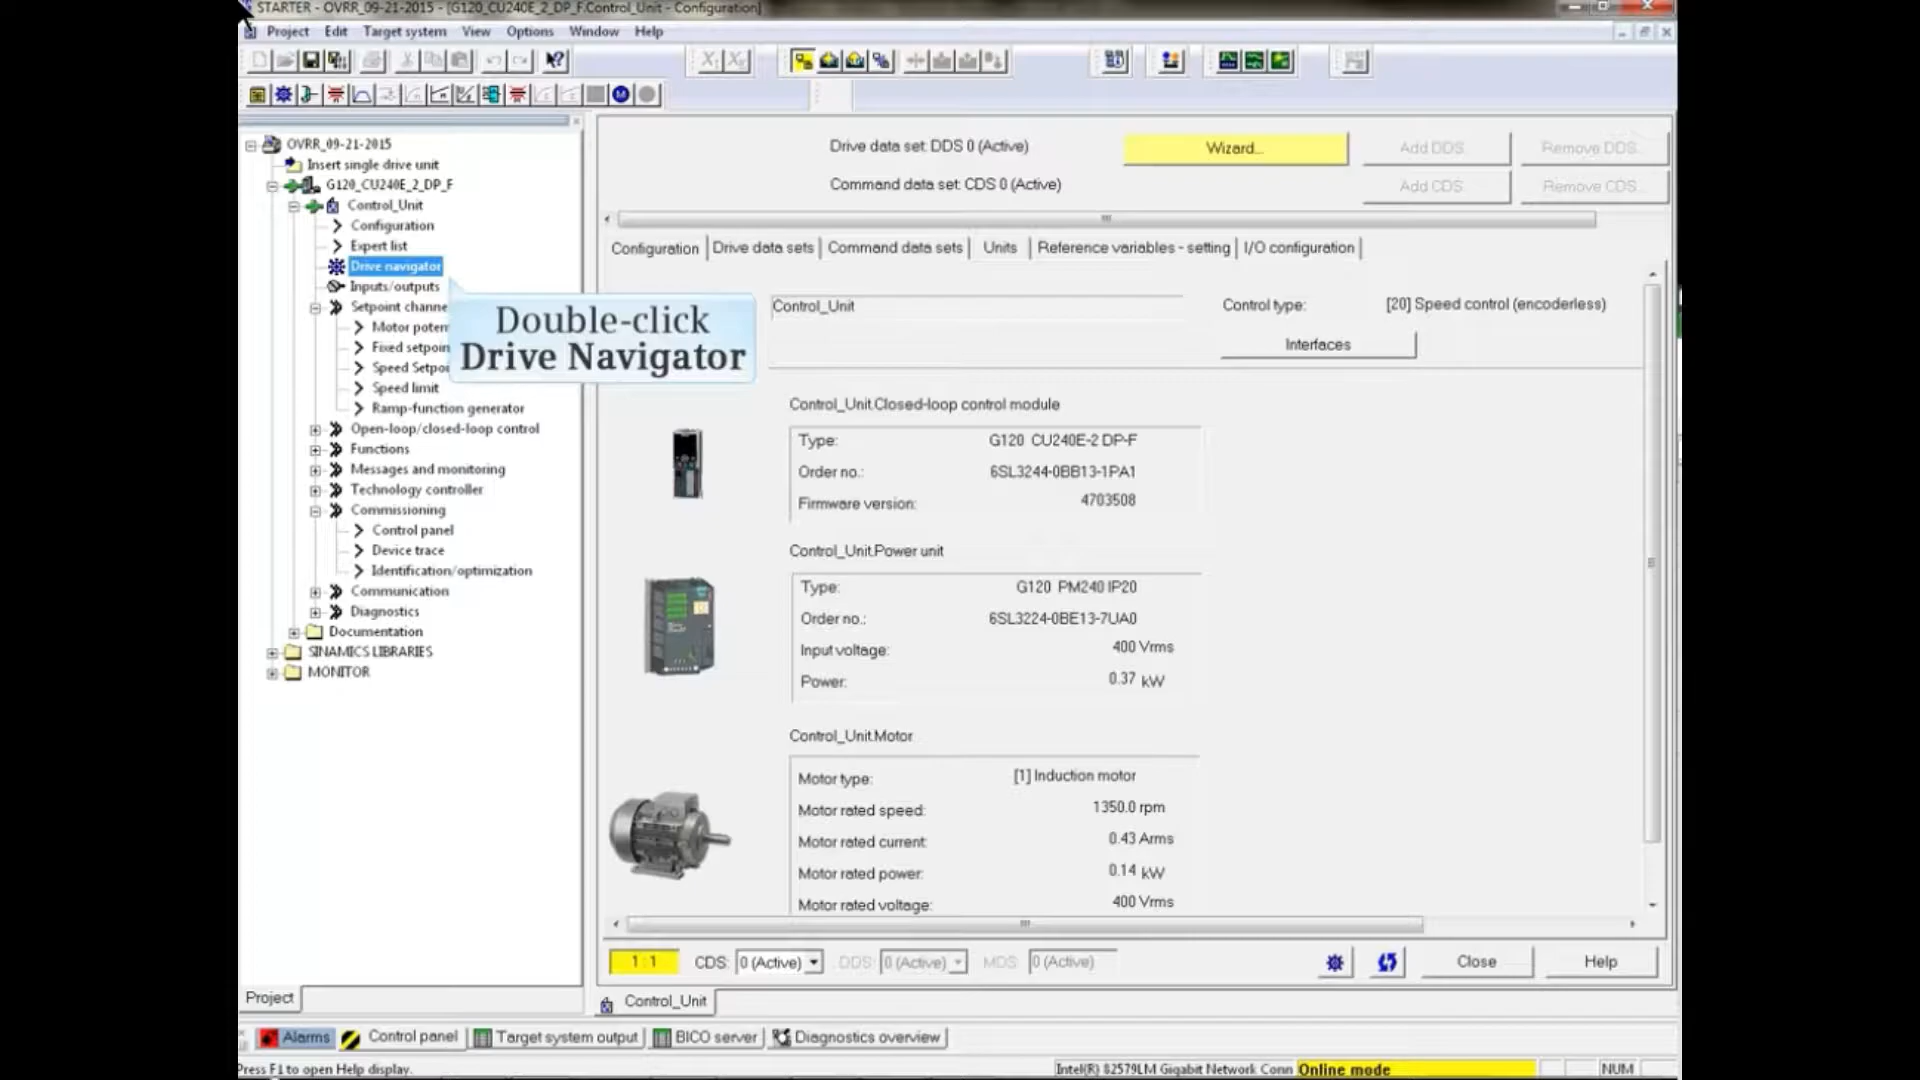 STARTER - OVRR_09-21-2015 - [G120_CU240E_2_DP_F.Control_Unit - Configuration]
Project Edit Target system View Options Window Help
OVRR_09-21-2015
Insert single drive unit
G120_CU240E_2_DP_F
Control_Unit
Configuration
Expert list
Drive navigator
Inputs/outputs
Setpoint channe
Motor poten
Fixed setpoin
Speed Setpo
Speed limit
Ramp-function generator
Open-loop/closed-loop control
Functions
Messages and monitoring
Technology controller
Commissioning
Control panel
Device trace
Identification/optimization
Communication
Diagnostics
Documentation
SINAMICS LIBRARIES
MONITOR
Project
Double-click
Drive Navigator
Drive data set: DDS 0 (Active) Wizard... Add DDS Remove DDS...
Command data set: CDS 0 (Active) Add CDS Remove CDS...
Configuration Drive data sets Command data sets Units Reference variables - setting I/O configuration
Control_Unit Control type: [20] Speed control (encoderless)
Interfaces
Control_Unit.Closed-loop control module
Type: G120 CU240E-2 DP-F
Order no.: 6SL3244-0BB13-1PA1
Firmware version: 4703508
Control_Unit.Power unit
Type: G120 PM240 IP20
Order no.: 6SL3224-0BE13-7UA0
Input voltage: 400 Vrms
Power: 0.37 kW
Control_Unit.Motor
Motor type: [1] Induction motor
Motor rated speed: 1350.0 rpm
Motor rated current: 0.43 Arms
Motor rated power: 0.14 kW
Motor rated voltage: 400 Vrms
1:1 CDS: 0 (Active) DDS: 0 (Active) MDS: 0 (Active) Close Help
Control_Unit
Alarms Control panel Target system output BICO server Diagnostics overview
Press F1 to open Help display. Intel(R) 82579LM Gigabit Network Conn Online mode NUM